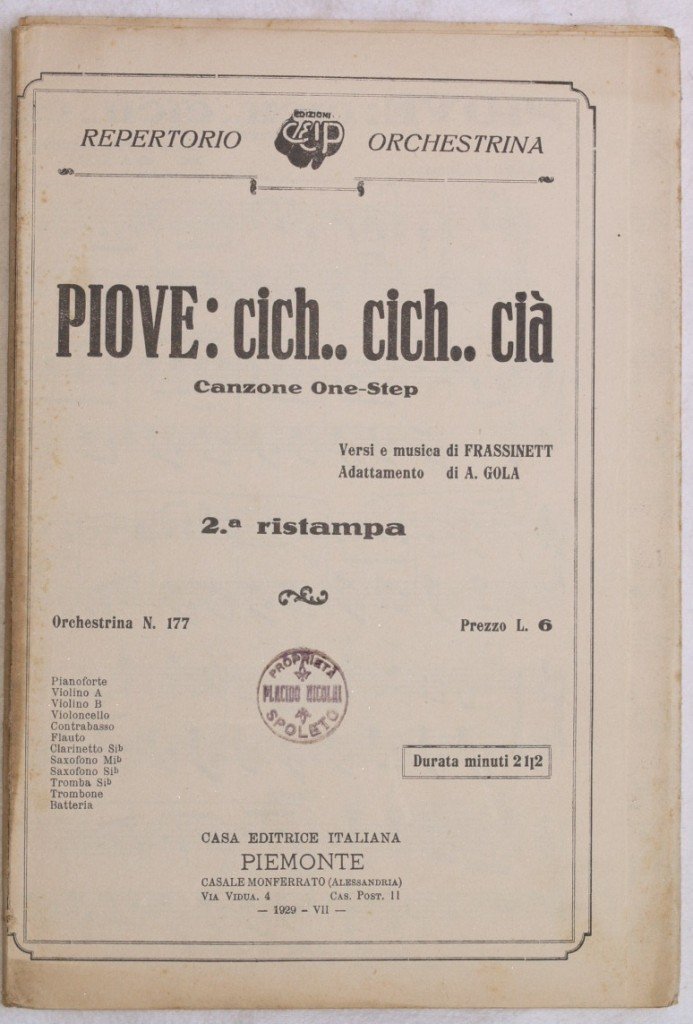 EDIZIONI
CEIP
REPERTORIO ORCHESTRINA
PIOVE: cich.. cich.. cià
Canzone One-Step
Versi e musica di FRASSINETT
Adattamento di A. GOLA
2.ª ristampa
Orchestrina N. 177
Prezzo L. 6
PROPRIETÀ
PLACIDO NICOLAI
SPOLETO
Pianoforte
Violino A
Violino B
Violoncello
Contrabasso
Flauto
Clarinetto Sib
Saxofono Mib
Saxofono Sib
Tromba Sib
Trombone
Batteria
Durata minuti 2 1|2
CASA EDITRICE ITALIANA
PIEMONTE
CASALE MONFERRATO (ALESSANDRIA)
VIA VIDUA. 4 CAS. POST. 11
— 1929 - VII —